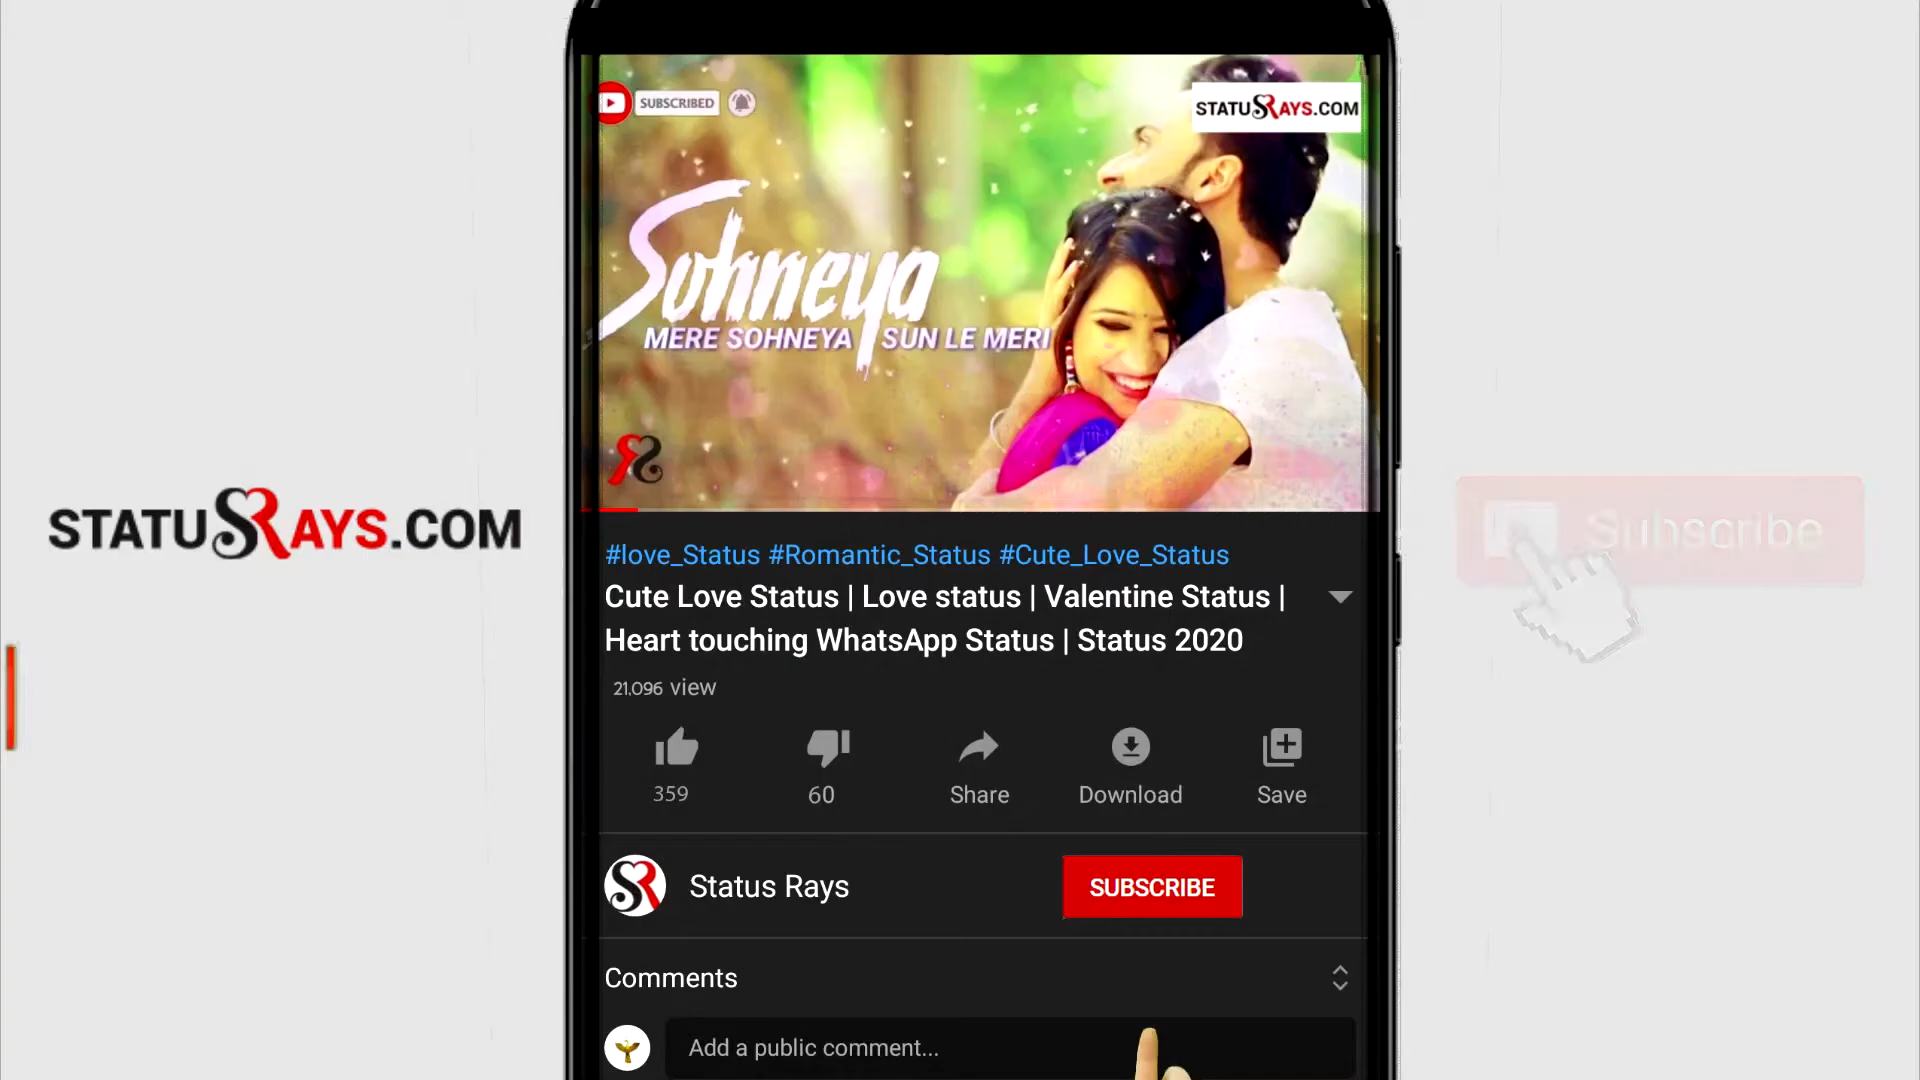 SUBSCRIBED
STATUSRAYS.COM
Sohneya
MERE SOHNEYA SUN LE MERI
SR
STATUSRAYS.COM
Subscribe
#love_Status #Romantic_Status #Cute_Love_Status
Cute Love Status | Love status | Valentine Status |
Heart touching WhatsApp Status | Status 2020
21,096 view
359 60 Share Download Save
SR Status Rays SUBSCRIBE
Comments
Add a public comment...